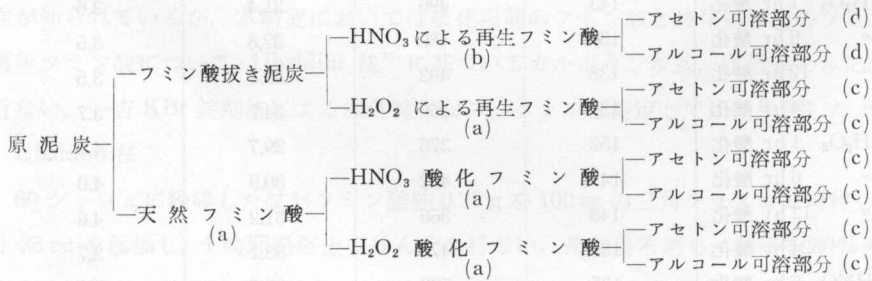 アセトン可溶部分 (d)
HNO₃による再生フミン酸
(b)
アルコール可溶部分 (d)
フミン酸抜き泥炭
アセトン可溶部分 (c)
H₂O₂ による再生フミン酸
(a)
アルコール可溶部分 (c)
原泥炭
アセトン可溶部分 (c)
HNO₃ 酸化フミン酸
(a)
アルコール可溶部分 (c)
天然フミン酸
(a)
アセトン可溶部分 (c)
H₂O₂ 酸化フミン酸
(a)
アルコール可溶部分 (c)